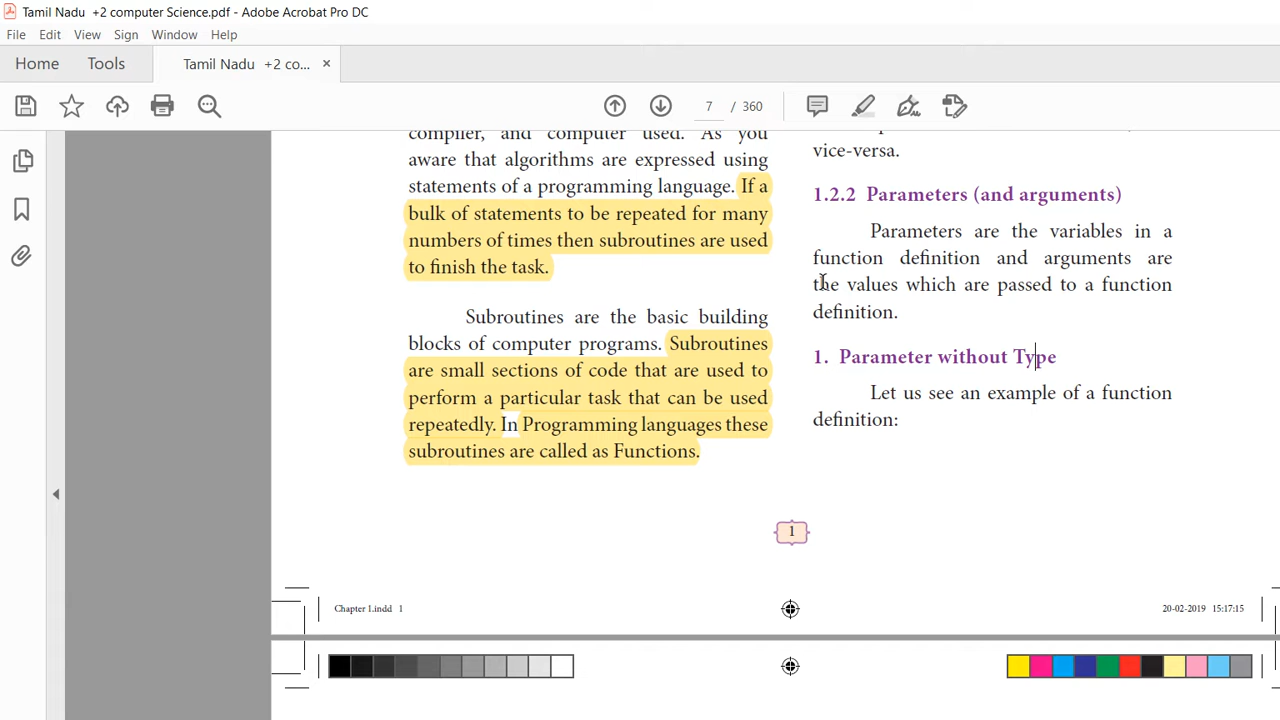 Tamil Nadu +2 computer Science.pdf - Adobe Acrobat Pro DC
File Edit View Sign Window Help
Home Tools Tamil Nadu +2 co... ×
7 / 360
compiler, and computer used. As you
aware that algorithms are expressed using
statements of a programming language. If a
bulk of statements to be repeated for many
numbers of times then subroutines are used
to finish the task.
Subroutines are the basic building
blocks of computer programs. Subroutines
are small sections of code that are used to
perform a particular task that can be used
repeatedly. In Programming languages these
subroutines are called as Functions.
vice-versa.
1.2.2 Parameters (and arguments)
Parameters are the variables in a
function definition and arguments are
the values which are passed to a function
definition.
1. Parameter without Type
Let us see an example of a function
definition:
1
Chapter 1.indd 1
20-02-2019 15:17:15